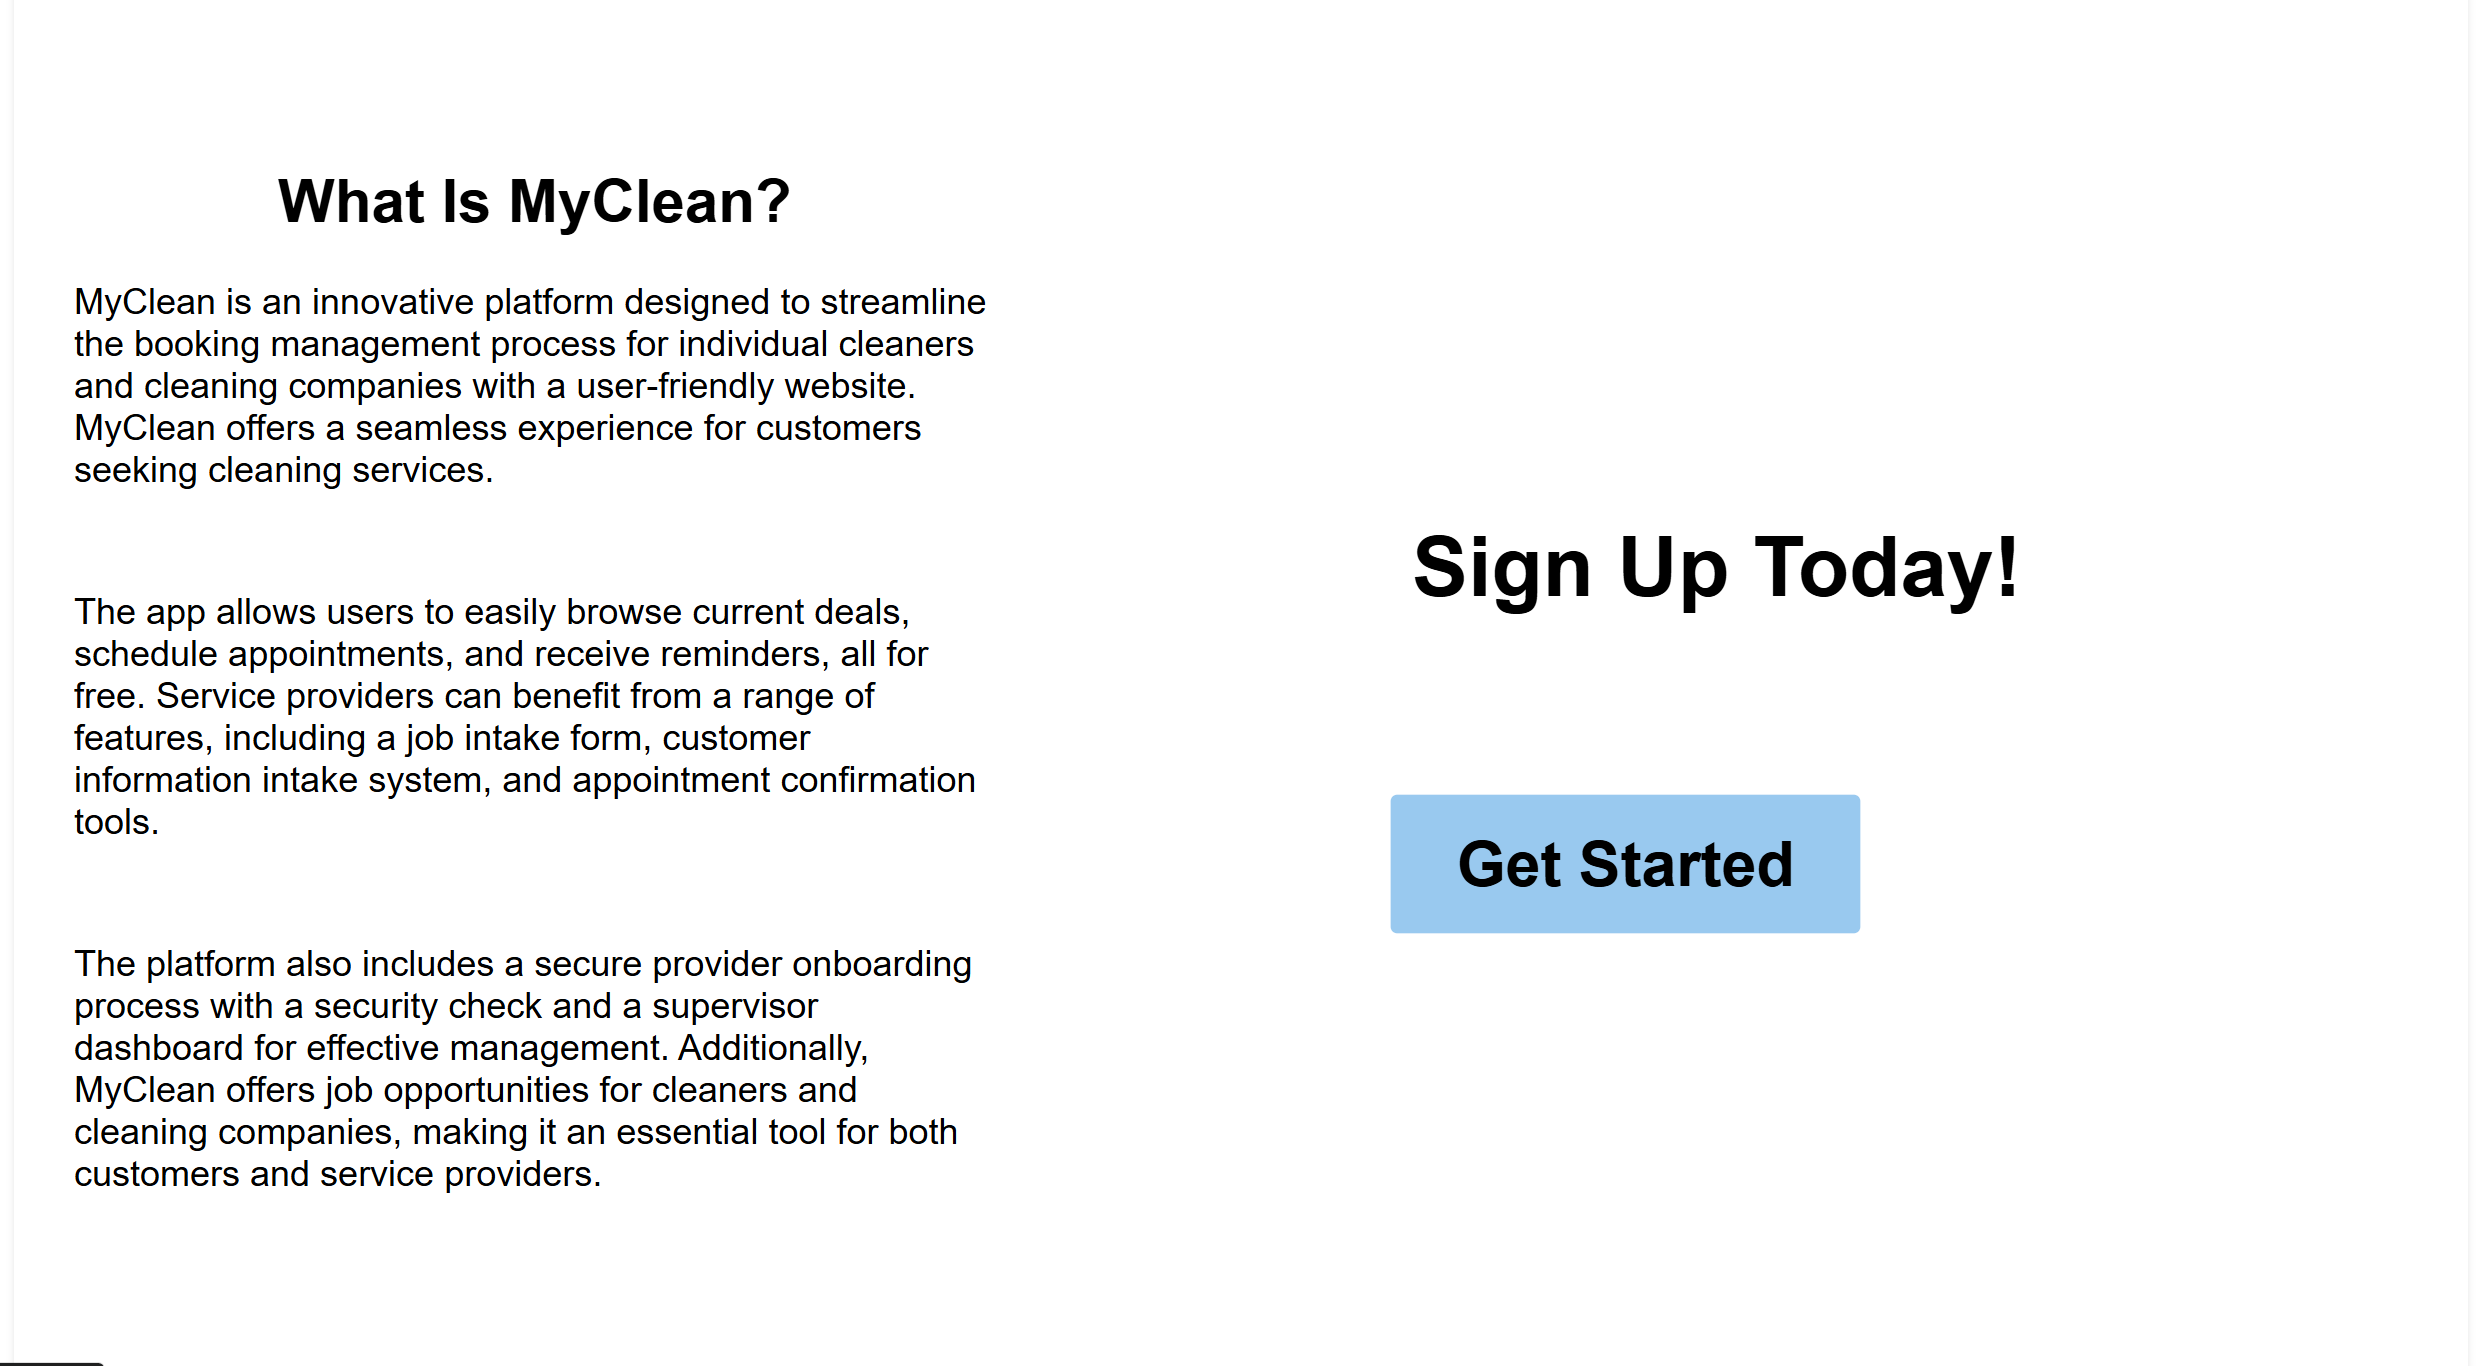 What Is MyClean?
MyClean is an innovative platform designed to streamline
the booking management process for individual cleaners
and cleaning companies with a user-friendly website.
MyClean offers a seamless experience for customers
seeking cleaning services.
The app allows users to easily browse current deals,
schedule appointments, and receive reminders, all for
free. Service providers can benefit from a range of
features, including a job intake form, customer
information intake system, and appointment confirmation
tools.
The platform also includes a secure provider onboarding
process with a security check and a supervisor
dashboard for effective management. Additionally,
MyClean offers job opportunities for cleaners and
cleaning companies, making it an essential tool for both
customers and service providers.
Sign Up Today!
Get Started